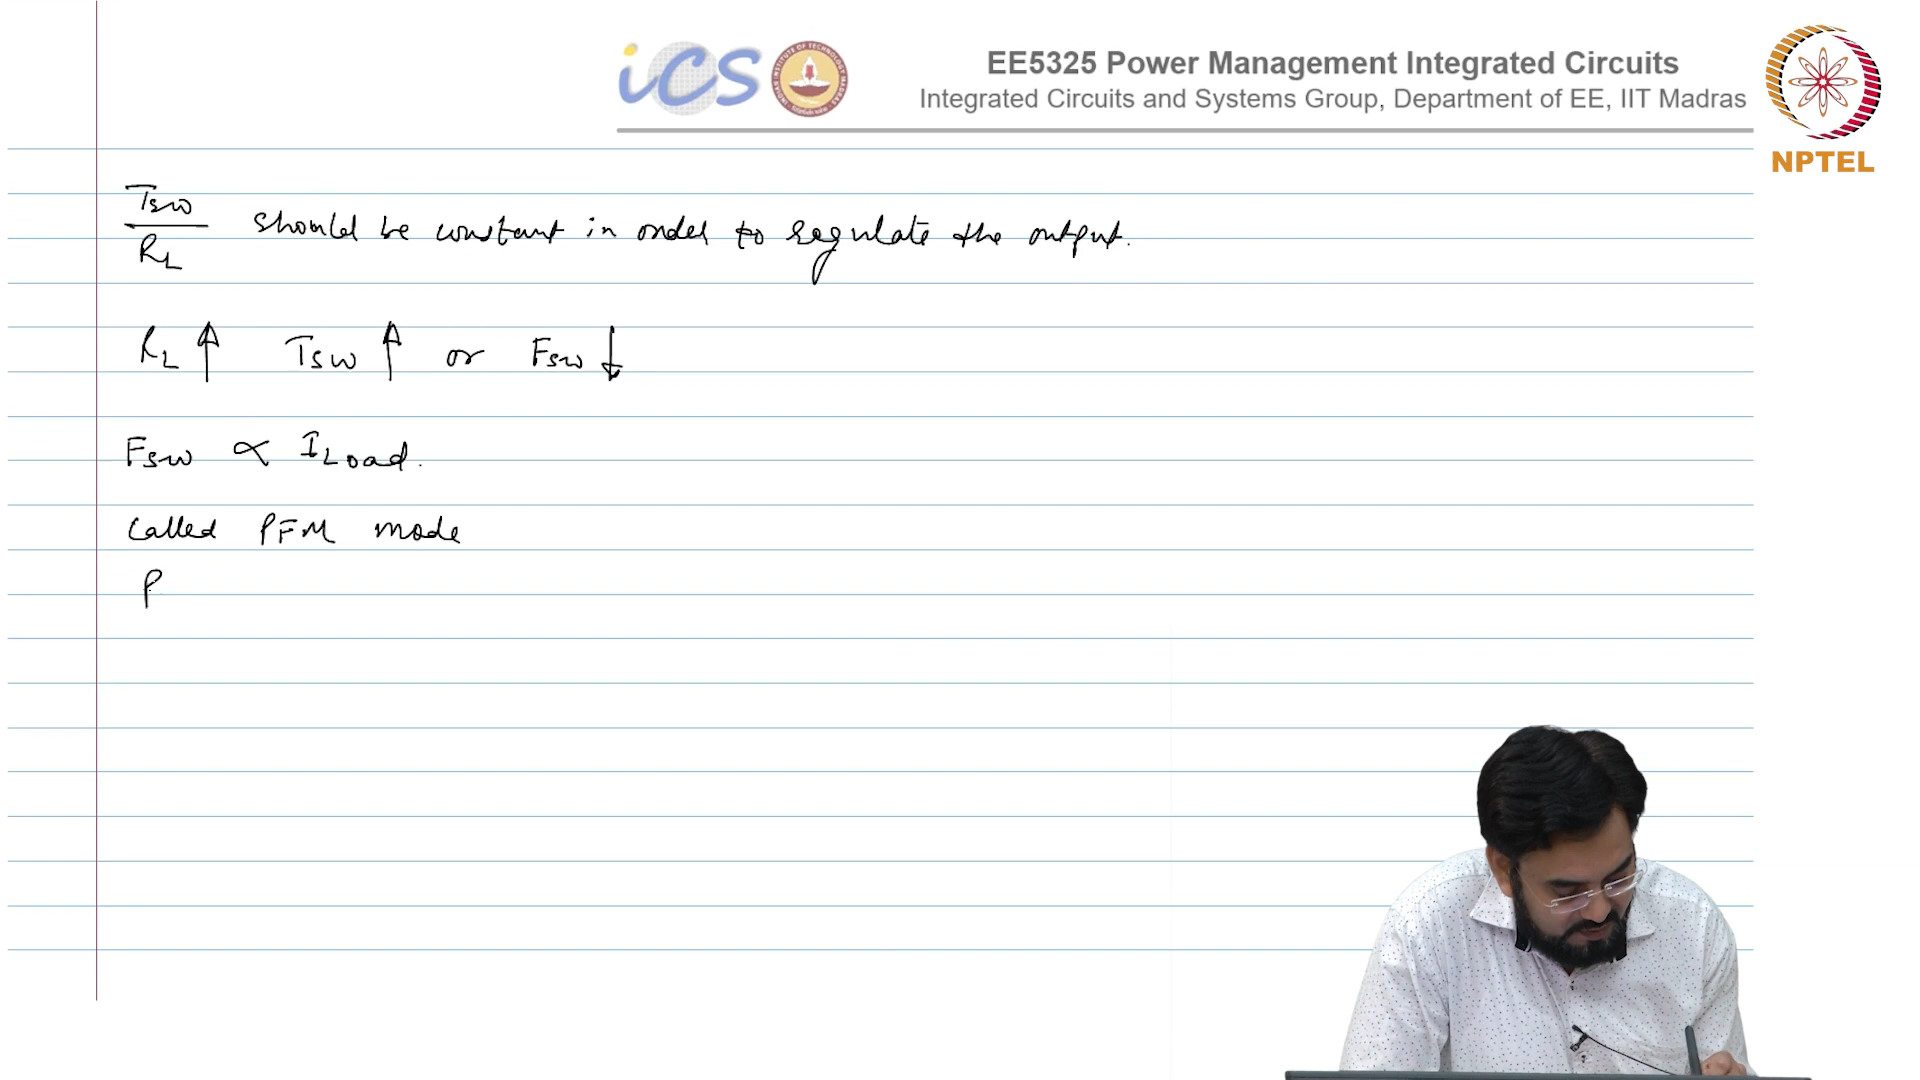 iCS
EE5325 Power Management Integrated Circuits
Integrated Circuits and Systems Group, Department of EE, IIT Madras
NPTEL
Tsw
RL
should be constant in order to regulate the output.
RL ↑ Tsw ↑ or Fsw ↓
Fsw ∝ ILoad.
Called PFM mode
P